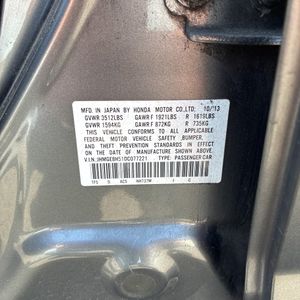 MFD. IN JAPAN BY HONDA MOTOR CO.,LTD. 10/13
GVWR 3512LBS GAWR F 1921LBS R 1619LBS
GVWR 1594KG GAWR F 872KG R 735KG
THIS VEHICLE CONFORMS TO ALL APPLICABLE
FEDERAL MOTOR VEHICLE SAFETY, BUMPER,
AND THEFT PREVENTION STANDARDS IN EFFECT
ON THE DATE OF MANUFACTURE SHOWN ABOVE.
V.I.N. TYPE: PASSENGER CAR